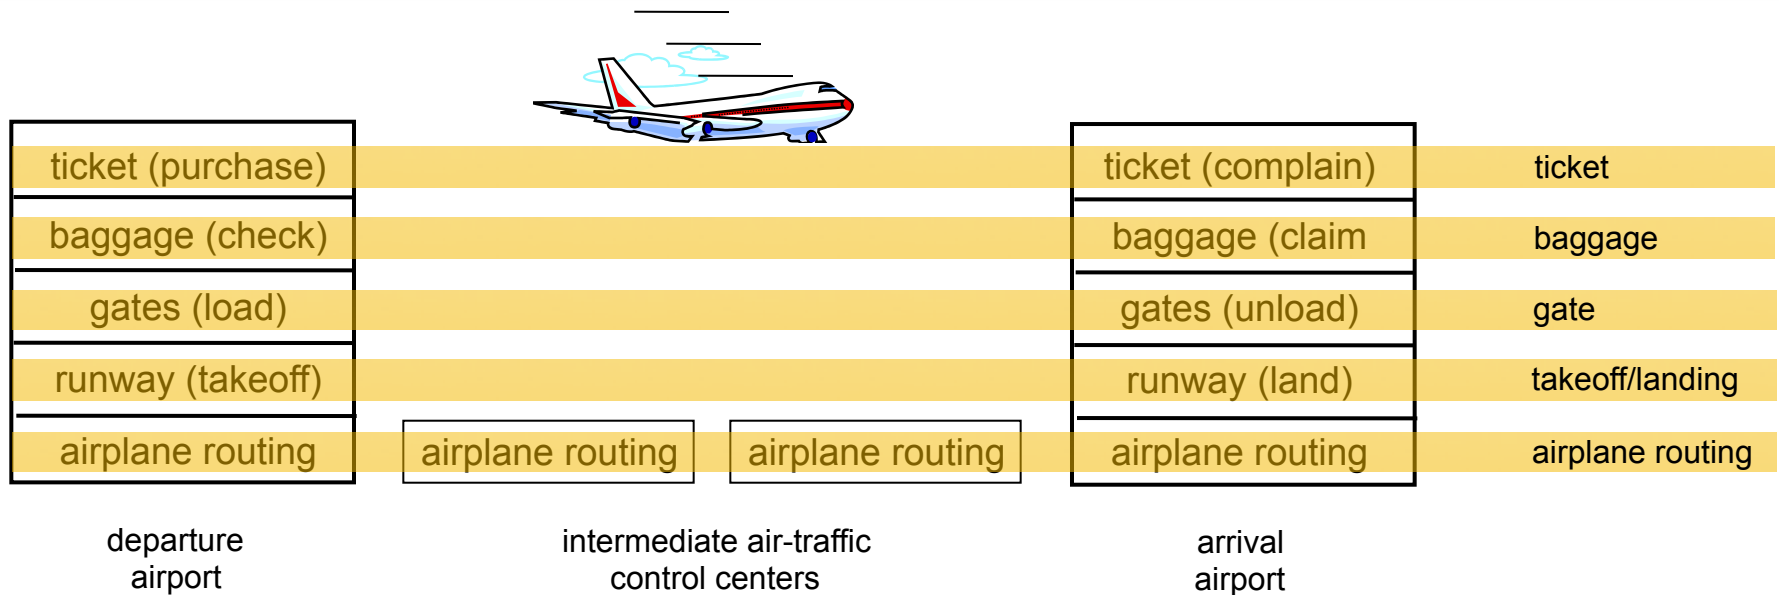 ticket (purchase) ticket (complain) ticket
baggage (check) baggage (claim baggage
gates (load) gates (unload) gate
runway (takeoff) runway (land) takeoff/landing
airplane routing airplane routing airplane routing airplane routing airplane routing
departure
airport
intermediate air-traffic
control centers
arrival
airport